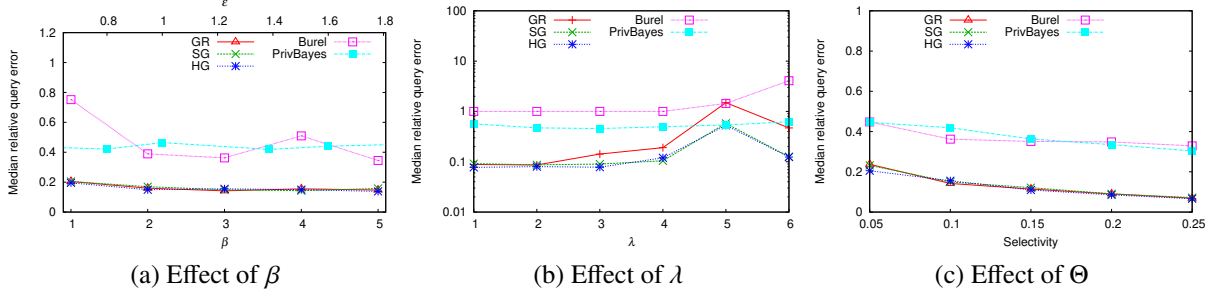 ε
0.8 1 1.2 1.4 1.6 1.8
Median relative query error
1.2
1
0.8
0.6
0.4
0.2
0
GR
SG
HG
Burel
PrivBayes
1 2 3 4 5
β
(a) Effect of β
Median relative query error
100
10
1
0.1
0.01
GR
SG
HG
Burel
PrivBayes
1 2 3 4 5 6
λ
(b) Effect of λ
Median relative query error
1
0.8
0.6
0.4
0.2
0
GR
SG
HG
Burel
PrivBayes
0.05 0.1 0.15 0.2 0.25
Selectivity
(c) Effect of Θ